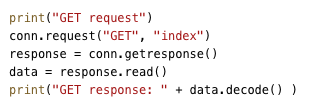 print("GET request")
conn.request("GET", "index")
response = conn.getresponse()
data = response.read()
print("GET response: " + data.decode() )